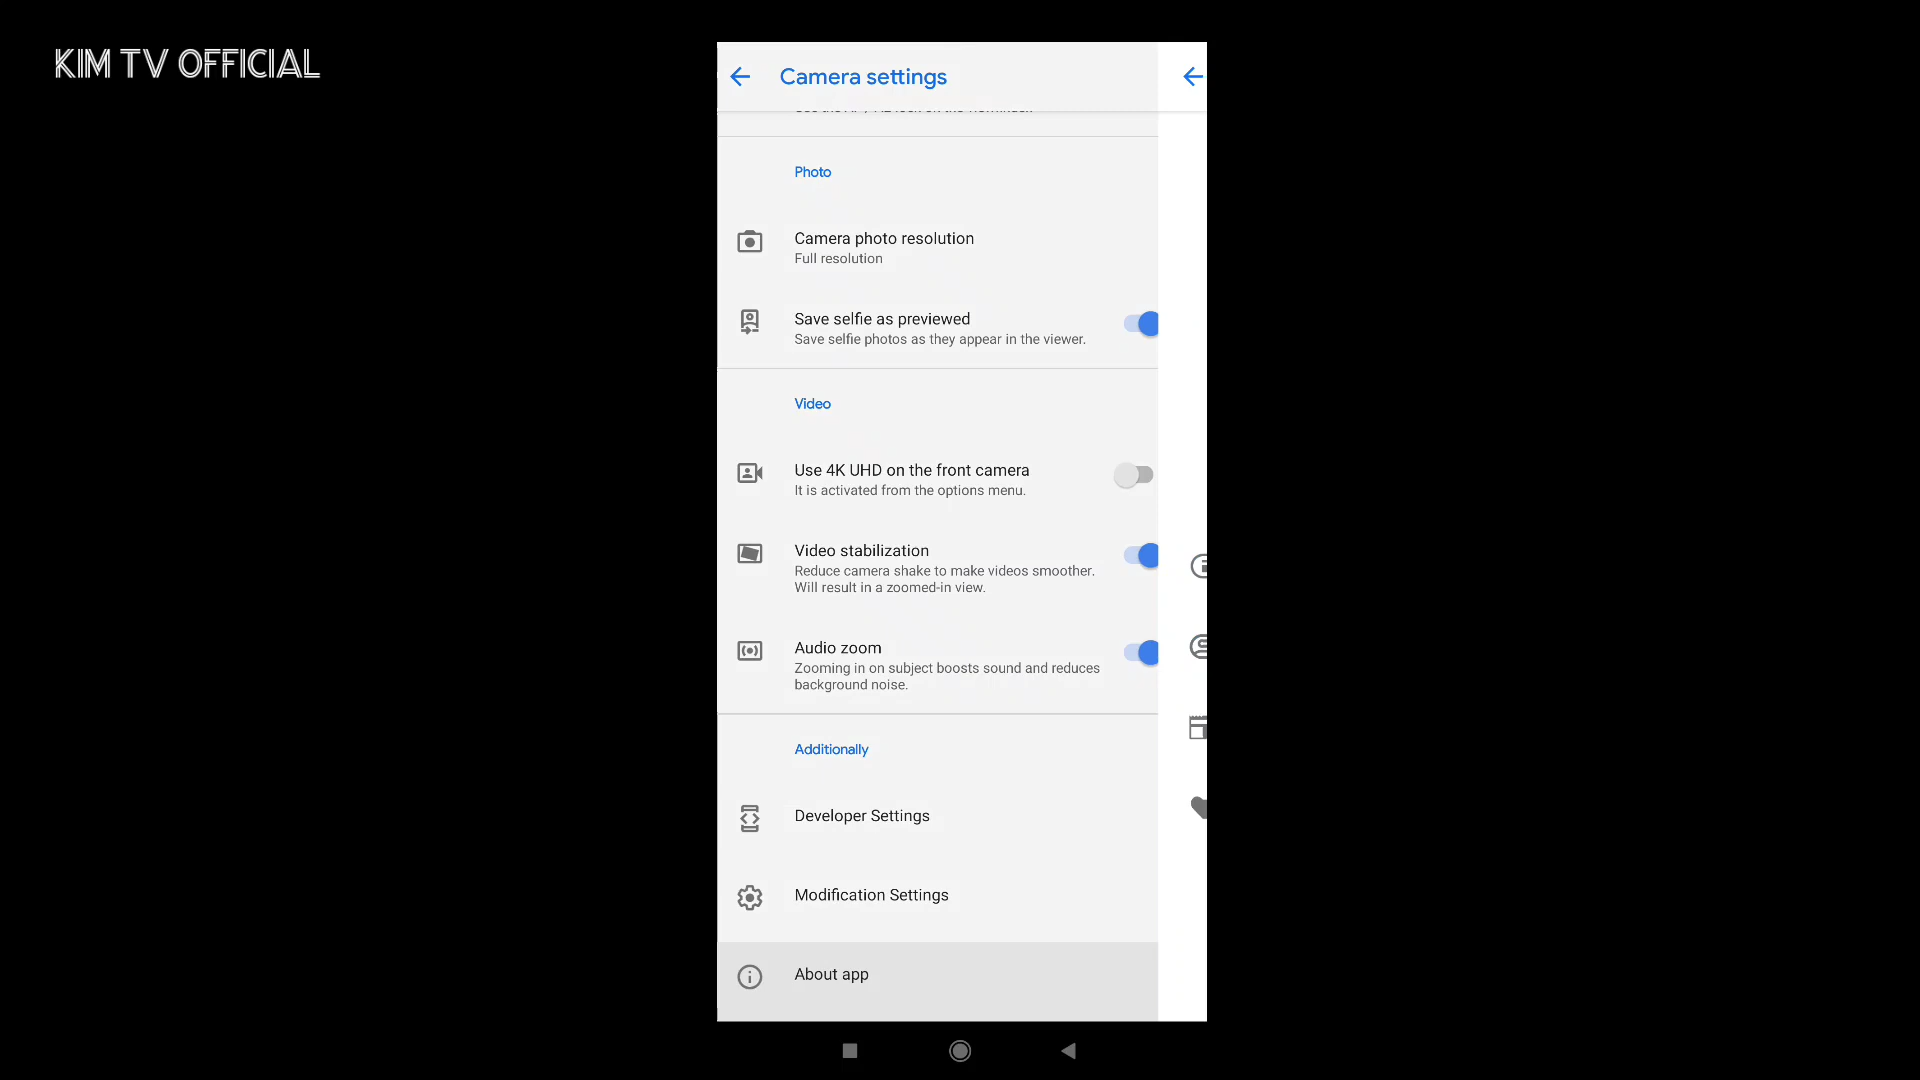 KIM TV OFFICIAL
Camera settings
Photo
Camera photo resolution
Full resolution
Save selfie as previewed
Save selfie photos as they appear in the viewer.
Video
Use 4K UHD on the front camera
It is activated from the options menu.
Video stabilization
Reduce camera shake to make videos smoother.
Will result in a zoomed-in view.
Audio zoom
Zooming in on subject boosts sound and reduces
background noise.
Additionally
Developer Settings
Modification Settings
About app